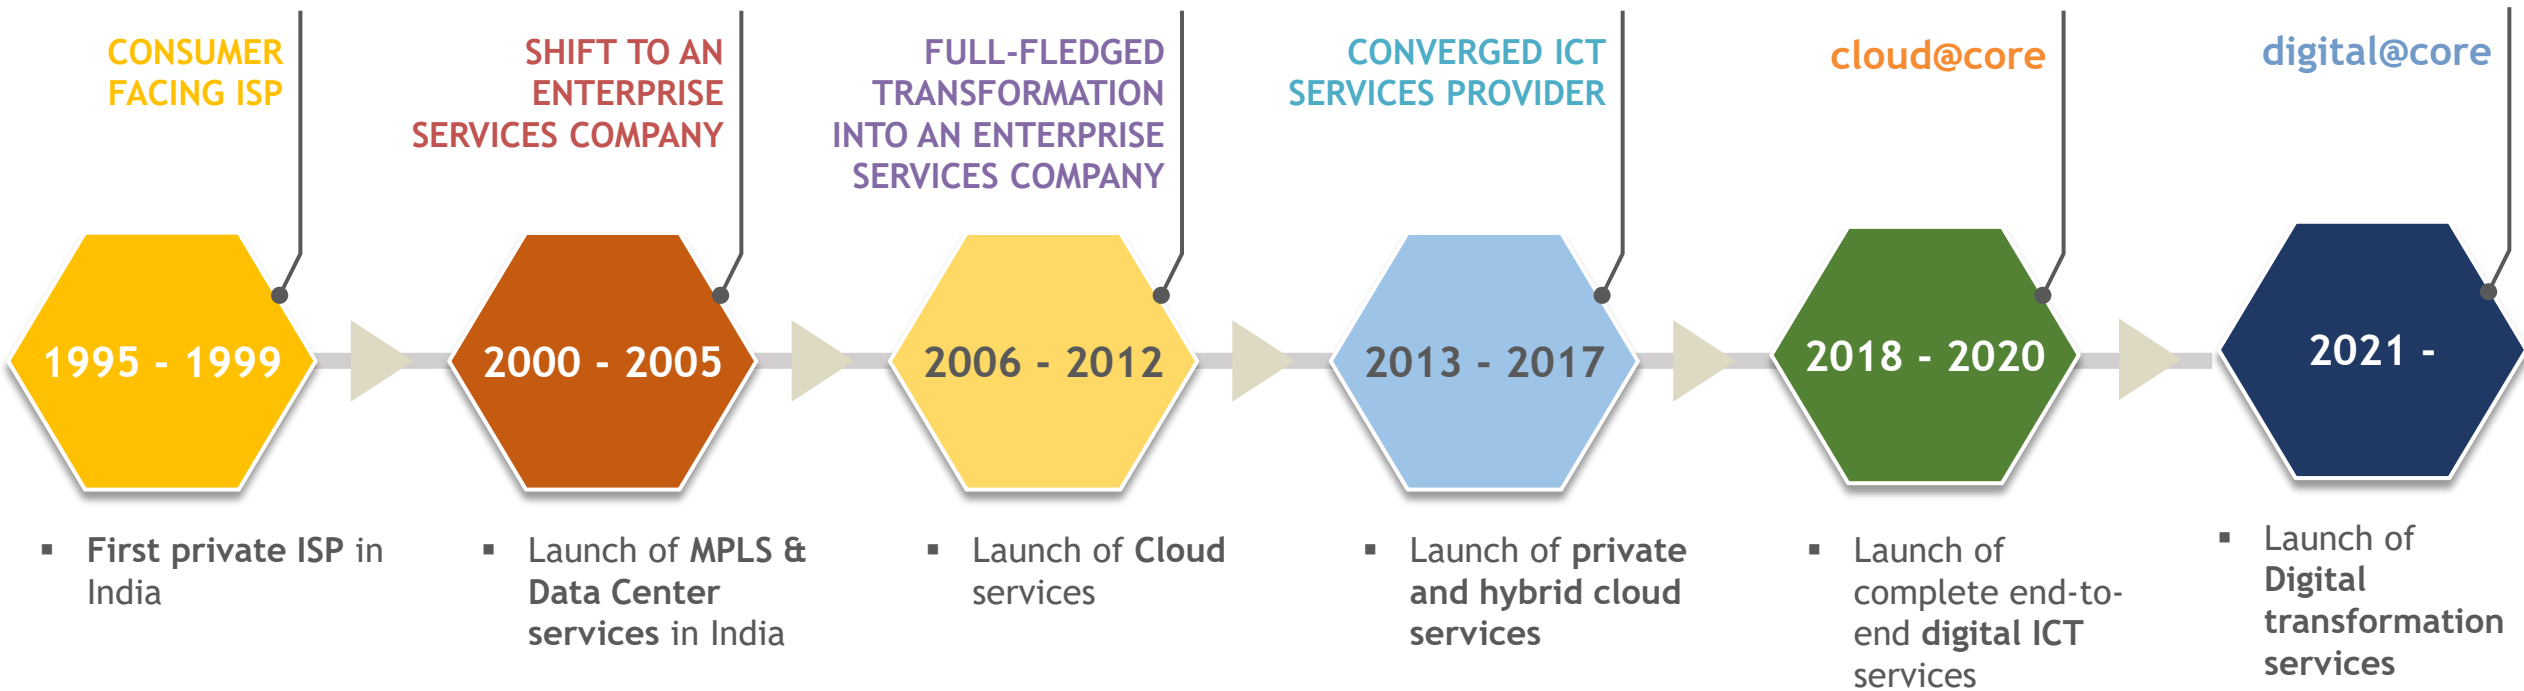 CONSUMER
FACING ISP
SHIFT TO AN
ENTERPRISE
SERVICES COMPANY
FULL-FLEDGED
TRANSFORMATION
INTO AN ENTERPRISE
SERVICES COMPANY
CONVERGED ICT
SERVICES PROVIDER
cloud@core
digital@core
1995 - 1999
2000 - 2005
2006 - 2012
2013 - 2017
2018 - 2020
2021 -
▪ First private ISP in
India
▪ Launch of MPLS &
Data Center
services in India
▪ Launch of Cloud
services
▪ Launch of private
and hybrid cloud
services
▪ Launch of
complete end-to-
end digital ICT
services
▪ Launch of
Digital
transformation
services